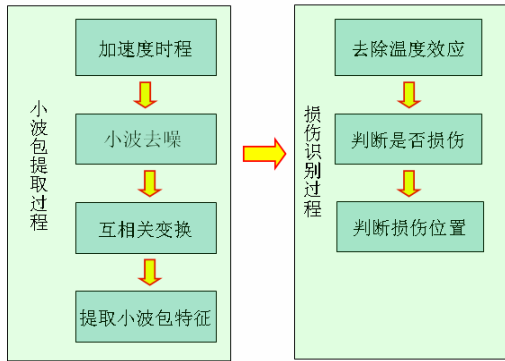 小波包提取过程
加速度时程
小波去噪
互相关变换
提取小波包特征
损伤识别过程
去除温度效应
判断是否损伤
判断损伤位置